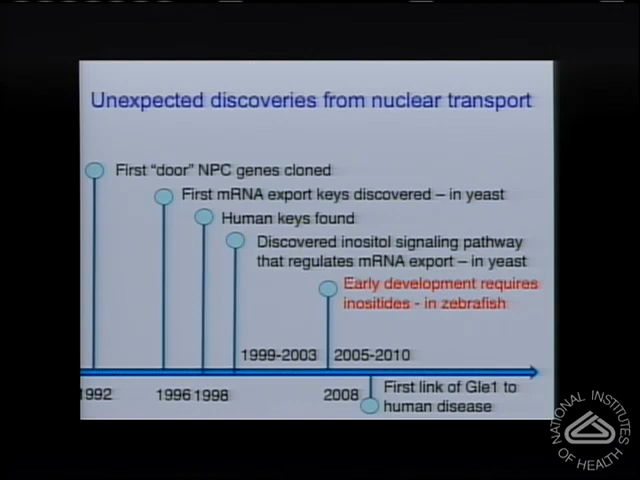 Unexpected discoveries from nuclear transport
First “door” NPC genes cloned
First mRNA export keys discovered – in yeast
Human keys found
Discovered inositol signaling pathway
that regulates mRNA export – in yeast
Early development requires
inositides - in zebrafish
1999-2003
2005-2010
1992
1996
1998
2008
First link of Gle1 to
human disease
NATIONAL INSTITUTES
OF HEALTH